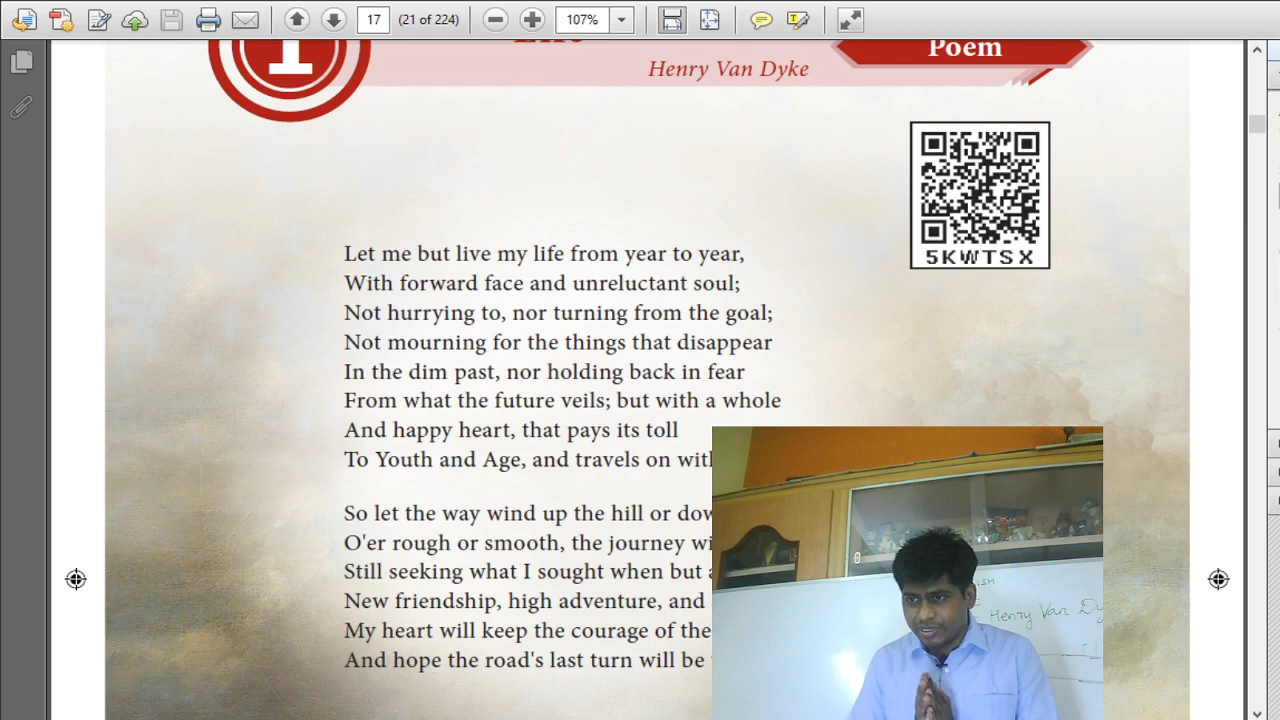 17 (21 of 224) 107%
1
Poem
Henry Van Dyke
5KWTSX
Let me but live my life from year to year,
With forward face and unreluctant soul;
Not hurrying to, nor turning from the goal;
Not mourning for the things that disappear
In the dim past, nor holding back in fear
From what the future veils; but with a whole
And happy heart, that pays its toll
To Youth and Age, and travels on with
So let the way wind up the hill or dow
O'er rough or smooth, the journey wi
Still seeking what I sought when but a
New friendship, high adventure, and
My heart will keep the courage of the
And hope the road's last turn will be
Henry Van Dy